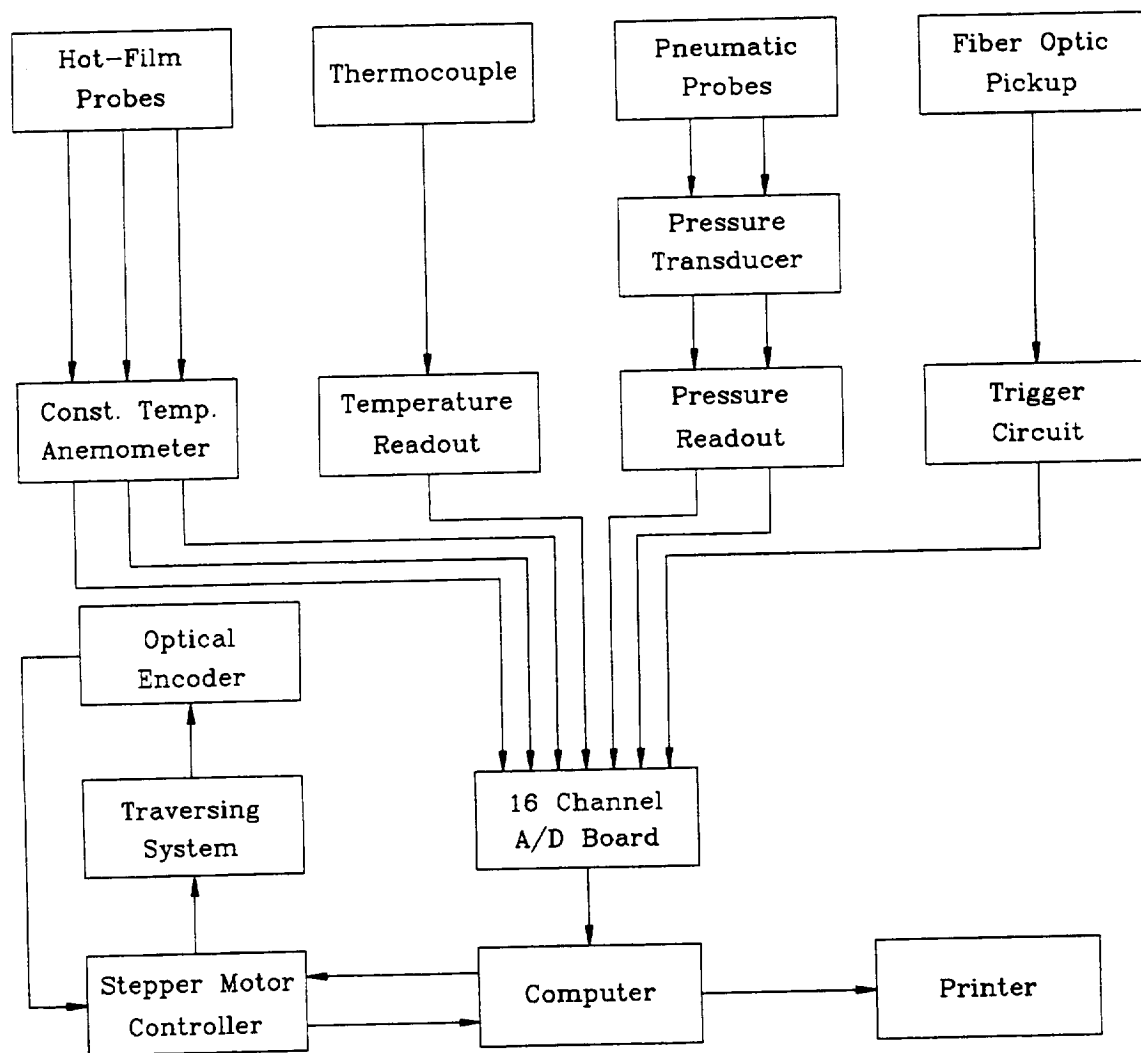 Hot-Film
Probes
Thermocouple
Pneumatic
Probes
Fiber Optic
Pickup
Pressure
Transducer
Const. Temp.
Anemometer
Temperature
Readout
Pressure
Readout
Trigger
Circuit
Optical
Encoder
Traversing
System
16 Channel
A/D Board
Stepper Motor
Controller
Computer
Printer